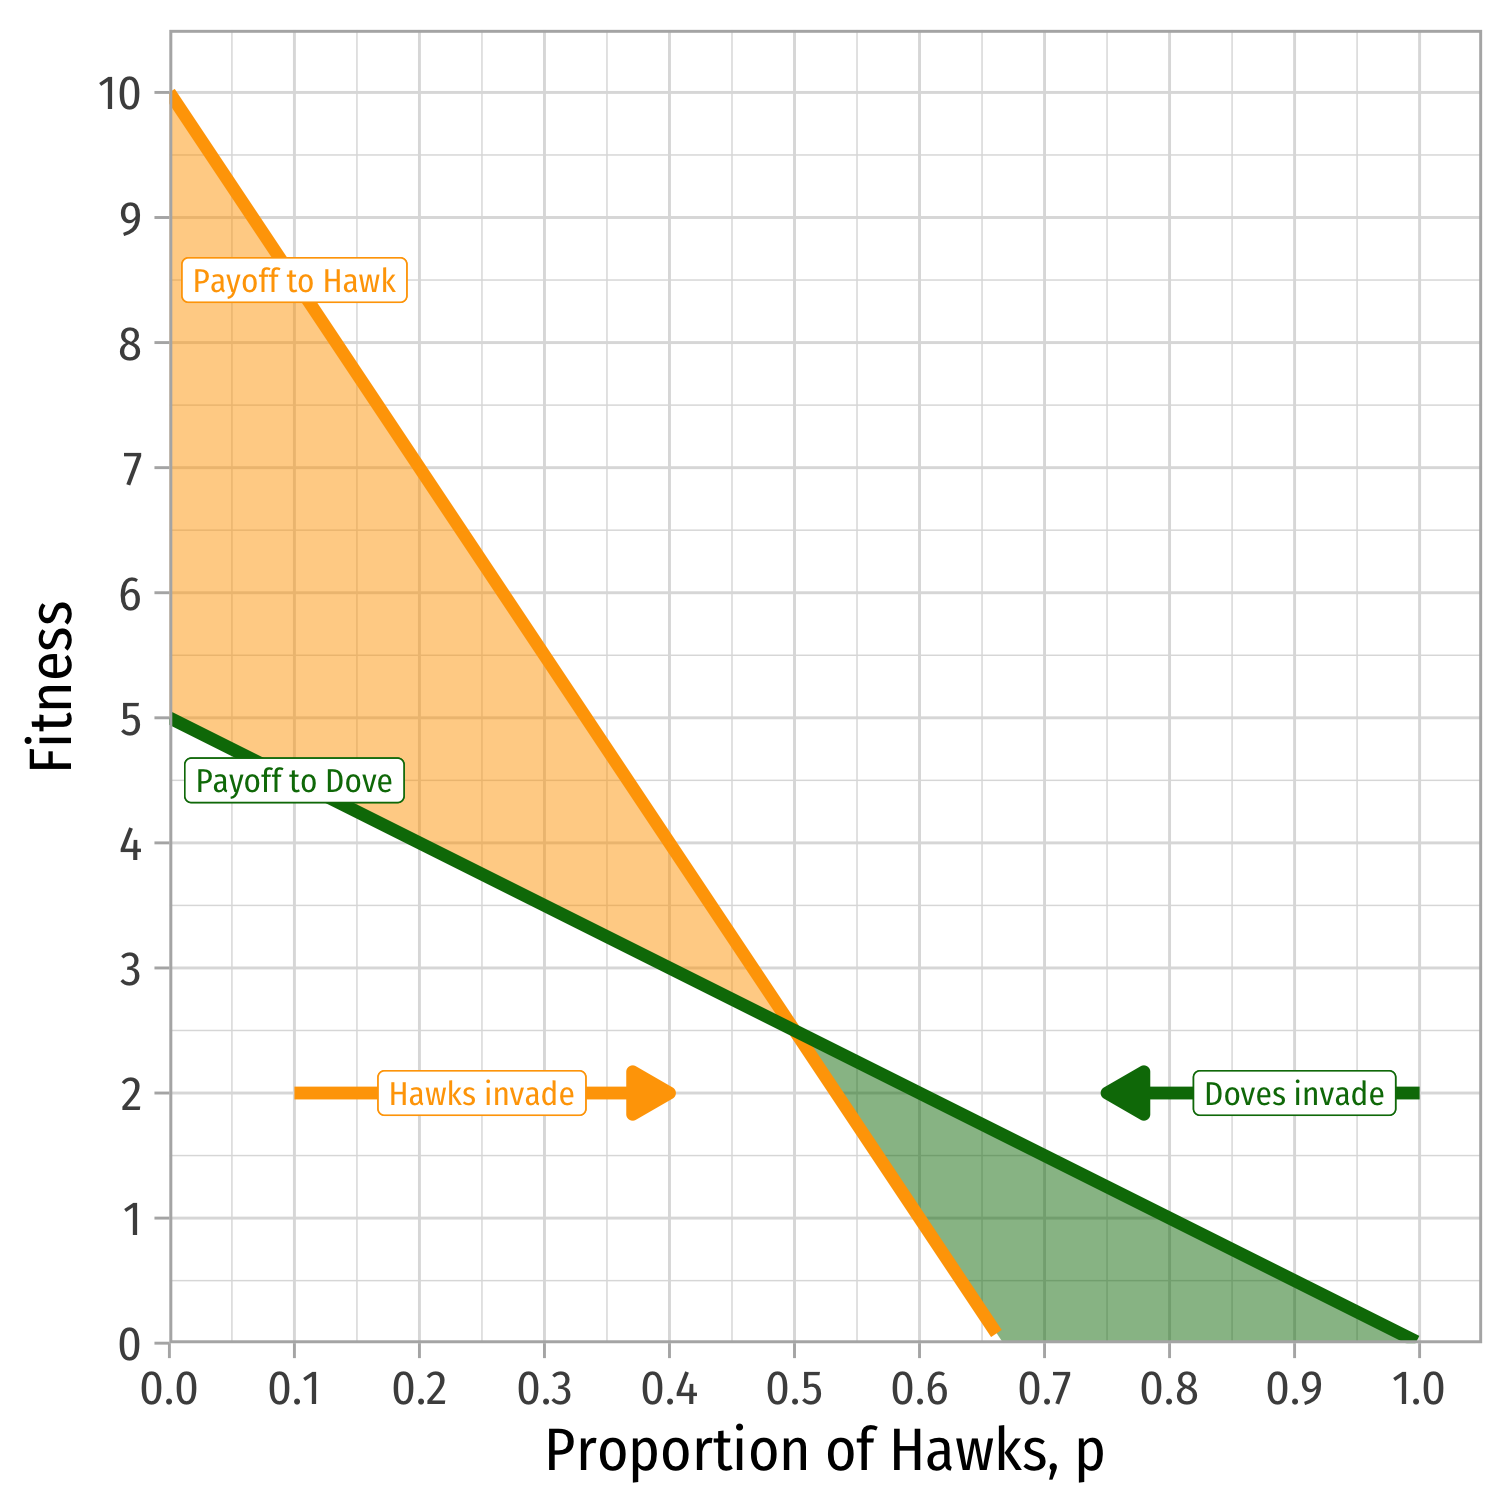 10
9
Payoff to Hawk
8
7
6
Fitness
5
Payoff to Dove
4
3
2
Hawks invade
Doves invade
1
0
0.0 0.1 0.2 0.3 0.4 0.5 0.6 0.7 0.8 0.9 1.0
Proportion of Hawks, p